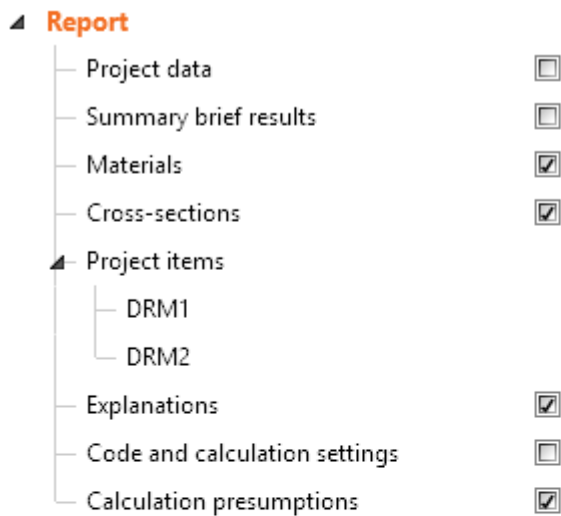 Report
Project data
Summary brief results
Materials
Cross-sections
Project items
DRM1
DRM2
Explanations
Code and calculation settings
Calculation presumptions